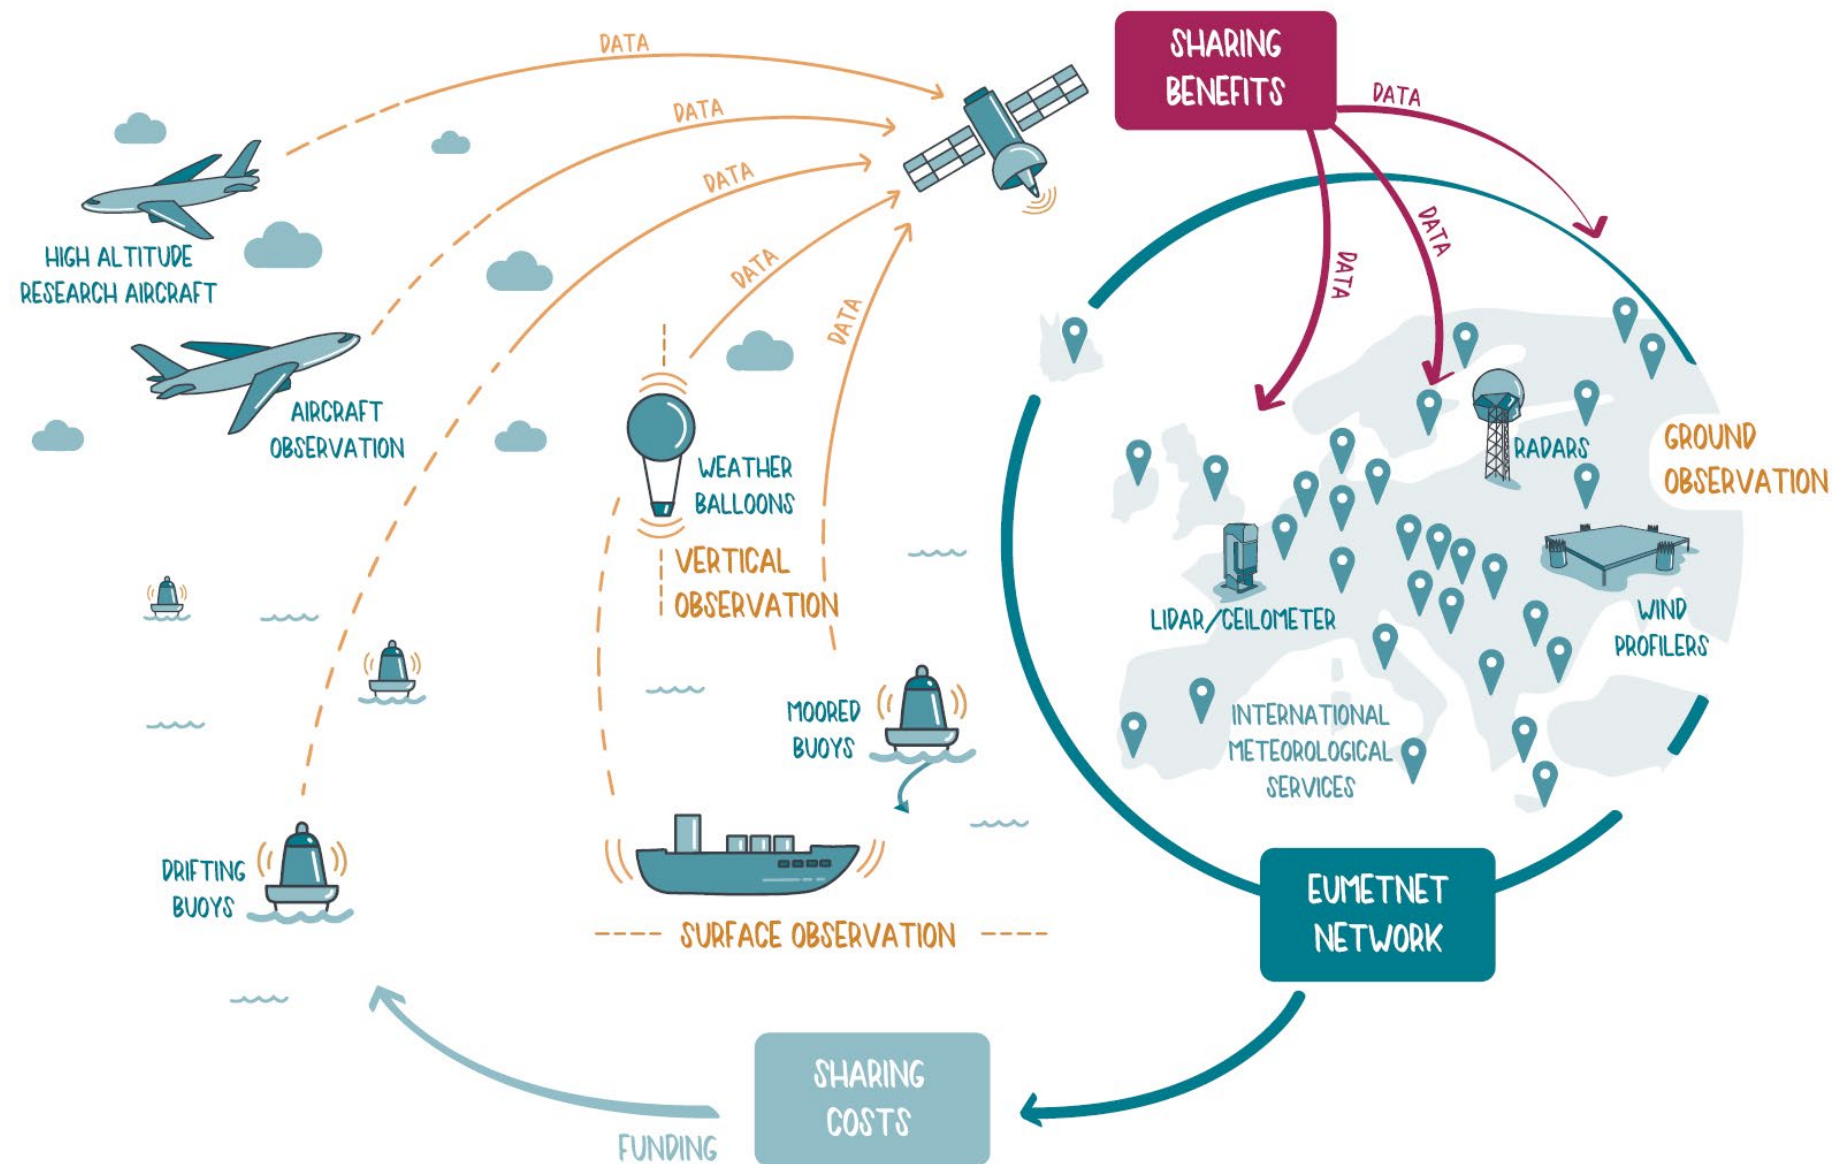 DATA
SHARING
BENEFITS
DATA
DATA
DATA
DATA
DATA
DATA
DATA
DATA
HIGH ALTITUDE
RESEARCH AIRCRAFT
AIRCRAFT
OBSERVATION
WEATHER
BALLOONS
VERTICAL
OBSERVATION
RADARS
GROUND
OBSERVATION
LIDAR/CEILOMETER
WIND
PROFILERS
INTERNATIONAL
METEOROLOGICAL
SERVICES
MOORED
BUOYS
DRIFTING
BUOYS
SURFACE OBSERVATION
EUMETNET
NETWORK
SHARING
COSTS
FUNDING